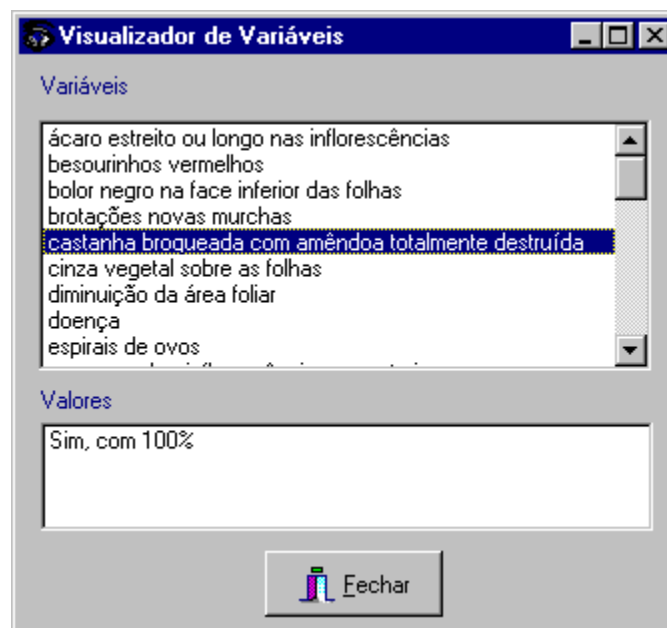 Visualizador de Variáveis
Variáveis
ácaro estreito ou longo nas inflorescências
besourinhos vermelhos
bolor negro na face inferior das folhas
brotações novas murchas
castanha broqueada com amêndoa totalmente destruída
cinza vegetal sobre as folhas
diminuição da área foliar
doença
espirais de ovos
Valores
Sim, com 100%
Fechar